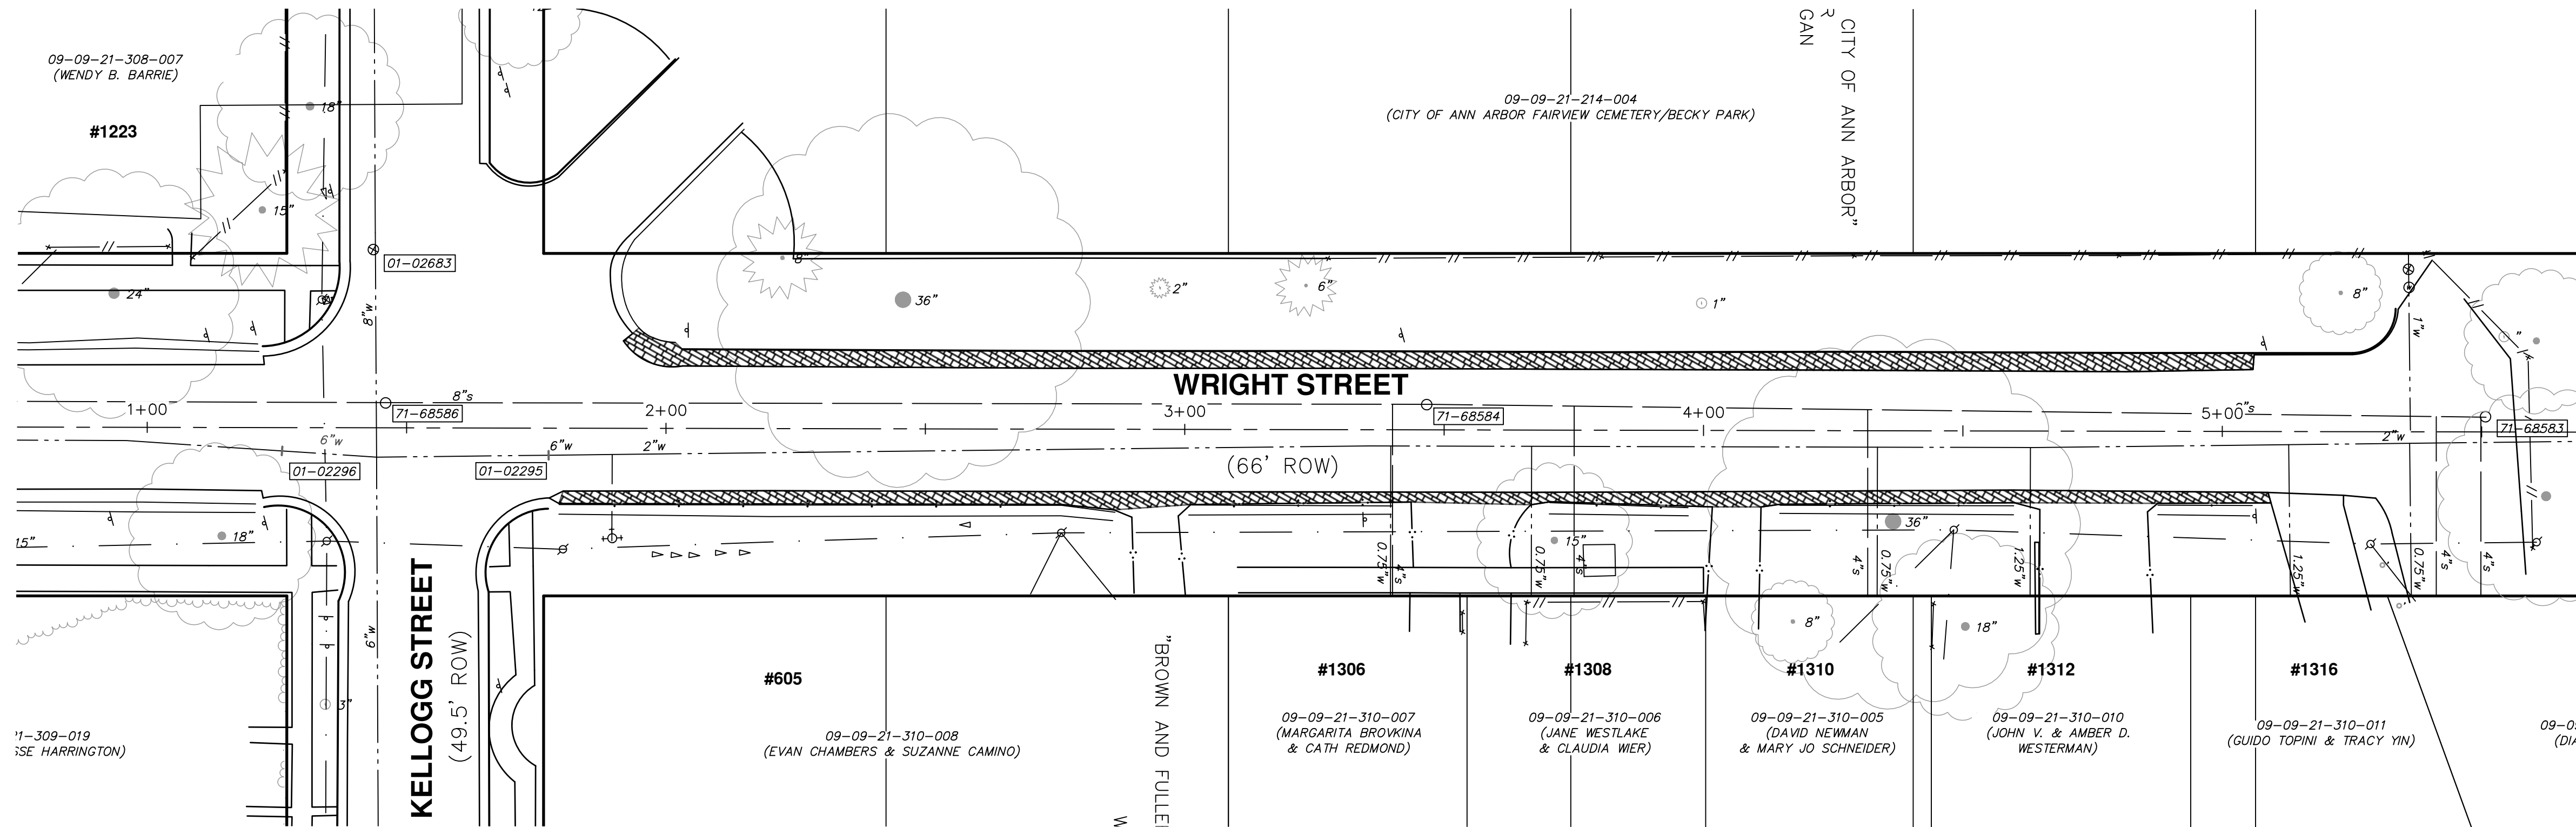 09-09-21-308-007
(WENDY B. BARRIE)
#1223
18"
15"
24"
01-02683
8"w
8"
36"
2"
6"
1"
8"
1"w
"
GAN
R
CITY OF ANN ARBOR"
09-09-21-214-004
(CITY OF ANN ARBOR FAIRVIEW CEMETERY/BECKY PARK)
WRIGHT STREET
8"s
1+00
71-68586
2+00
3+00
71-68584
4+00
5+00
"s
71-68583
6"w
01-02296
01-02295
6"w
2"w
2"w
(66' ROW)
15"
18"
0.75"w
4"s
0.75"w
15"
4"s
4"s
0.75"w
36"
1.25"w
1.25"w
0.75"w
4"s
4"s
8"
18"
6"w
3"
KELLOGG STREET
(49.5' ROW)
#605
09-09-21-310-008
(EVAN CHAMBERS & SUZANNE CAMINO)
"BROWN AND FULLE
W
#1306
09-09-21-310-007
(MARGARITA BROVKINA
& CATH REDMOND)
#1308
09-09-21-310-006
(JANE WESTLAKE
& CLAUDIA WIER)
#1310
09-09-21-310-005
(DAVID NEWMAN
& MARY JO SCHNEIDER)
#1312
09-09-21-310-010
(JOHN V. & AMBER D.
WESTERMAN)
#1316
09-09-21-310-011
(GUIDO TOPINI & TRACY YIN)
1-309-019
SSE HARRINGTON)
09-0
(DIA